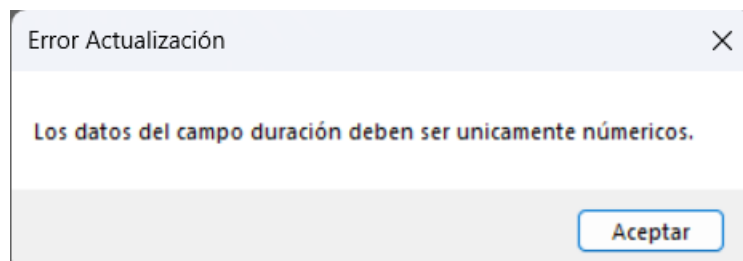 Error Actualización
Los datos del campo duración deben ser unicamente númericos.
Aceptar